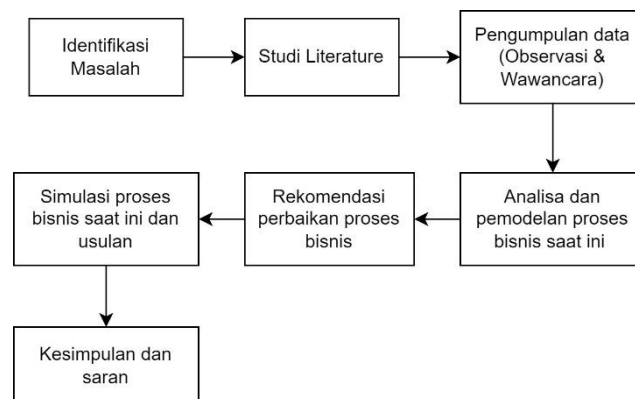 Identifikasi
Masalah
Studi Literature
Pengumpulan data
(Observasi &
Wawancara)
Analisa dan
pemodelan proses
bisnis saat ini
Rekomendasi
perbaikan proses
bisnis
Simulasi proses
bisnis saat ini dan
usulan
Kesimpulan dan
saran